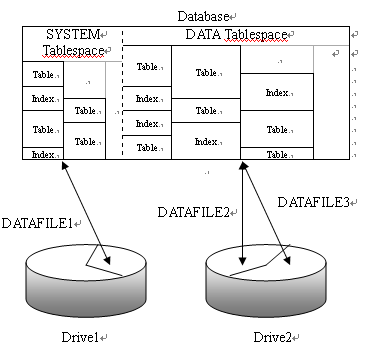 Database
SYSTEM Tablespace
DATA Tablespace
Table.
Index.
Table.
Index.
Table.
Table.
Table.
Index.
Index.
Table.
Table.
Table.
Index.
Index.
Table.
Table.
DATAFILE1
DATAFILE2
DATAFILE3
Drive1
Drive2